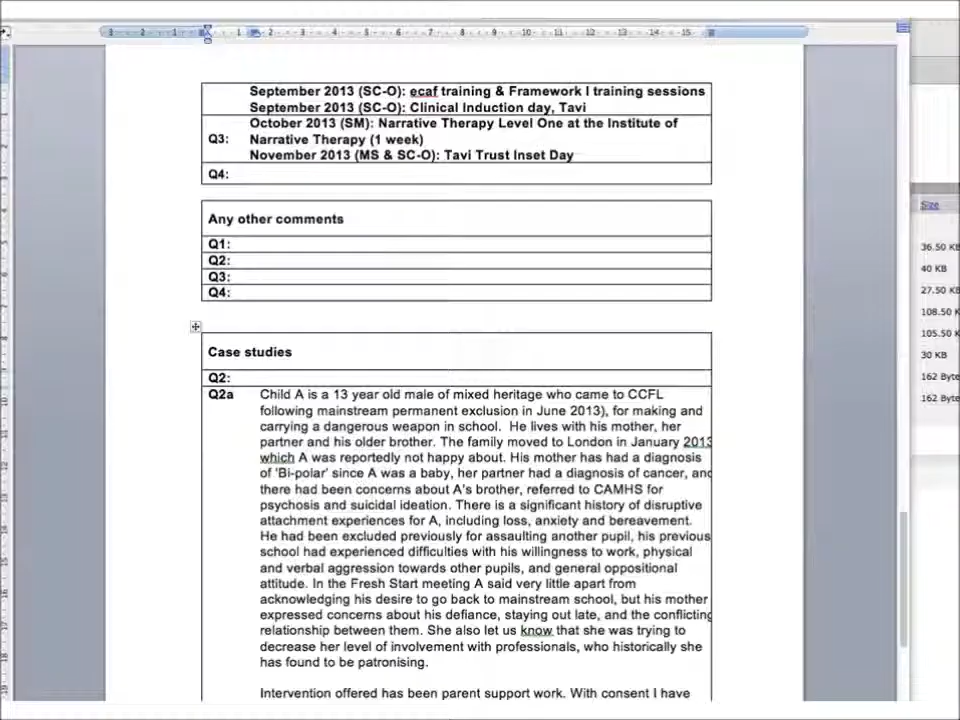 September 2013 (SC-O): ecaf training & Framework I training sessions
September 2013 (SC-O): Clinical Induction day, Tavi
Q3:
October 2013 (SM): Narrative Therapy Level One at the Institute of
Narrative Therapy (1 week)
November 2013 (MS & SC-O): Tavi Trust Inset Day
Q4:
Any other comments
Q1:
Q2:
Q3:
Q4:
Case studies
Q2:
Q2a
Child A is a 13 year old male of mixed heritage who came to CCFL
following mainstream permanent exclusion in June 2013), for making and
carrying a dangerous weapon in school. He lives with his mother, her
partner and his older brother. The family moved to London in January 2013
which A was reportedly not happy about. His mother has had a diagnosis
of 'Bi-polar' since A was a baby, her partner had a diagnosis of cancer, and
there had been concerns about A's brother, referred to CAMHS for
psychosis and suicidal ideation. There is a significant history of disruptive
attachment experiences for A, including loss, anxiety and bereavement.
He had been excluded previously for assaulting another pupil, his previous
school had experienced difficulties with his willingness to work, physical
and verbal aggression towards other pupils, and general oppositional
attitude. In the Fresh Start meeting A said very little apart from
acknowledging his desire to go back to mainstream school, but his mother
expressed concerns about his defiance, staying out late, and the conflicting
relationship between them. She also let us know that she was trying to
decrease her level of involvement with professionals, who historically she
has found to be patronising.
Intervention offered has been parent support work. With consent I have
Size
36.50 KB
40 KB
27.50 KB
108.50 K
105.50 K
30 KB
162 Byte
162 Byte